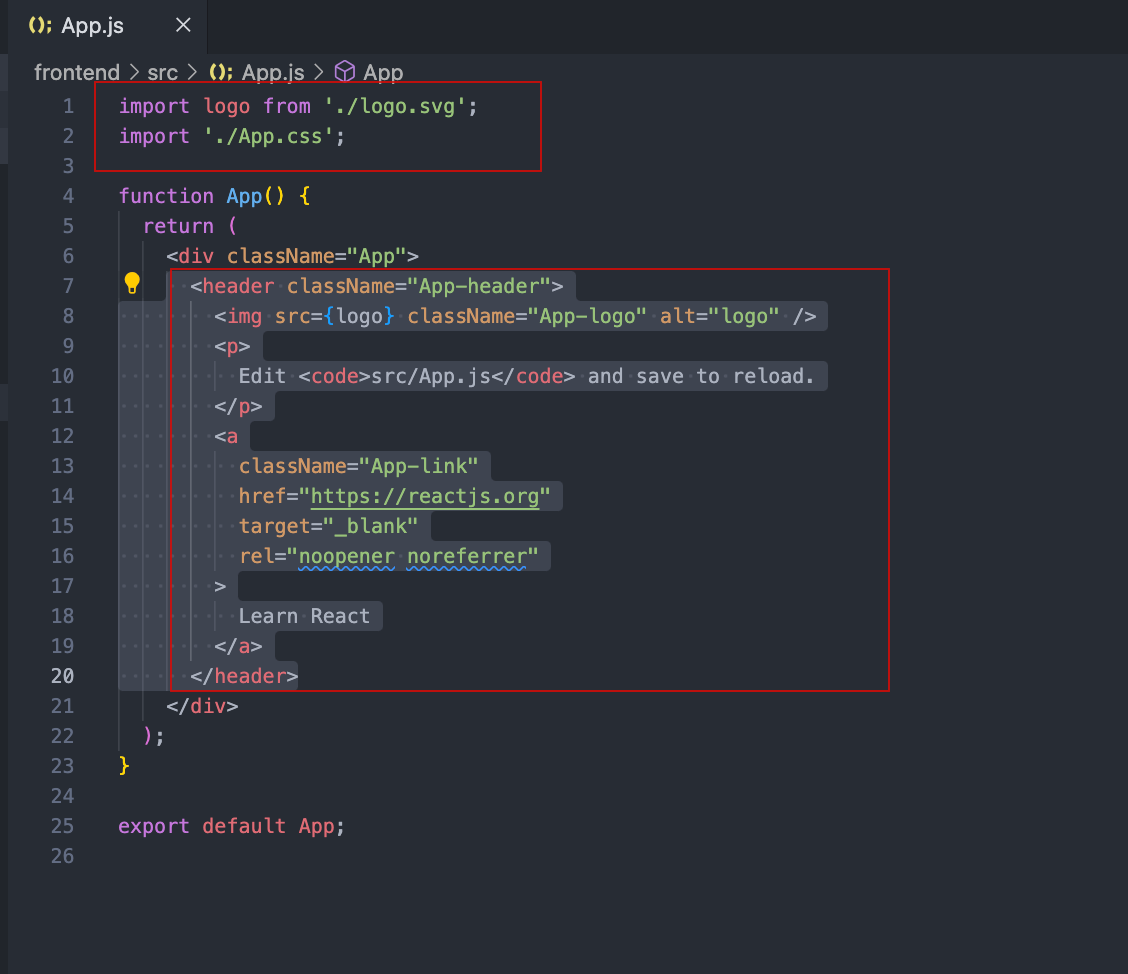 (); App.js ×
frontend > src > (); App.js > App
1 import logo from './logo.svg';
2 import './App.css';
3
4 function App() {
5   return (
6     <div className="App">
7       <header className="App-header">
8         <img src={logo} className="App-logo" alt="logo" />
9         <p>
10           Edit <code>src/App.js</code> and save to reload.
11         </p>
12         <a
13           className="App-link"
14           href="https://reactjs.org"
15           target="_blank"
16           rel="noopener noreferrer"
17         >
18           Learn React
19         </a>
20       </header>
21     </div>
22   );
23 }
24
25 export default App;
26